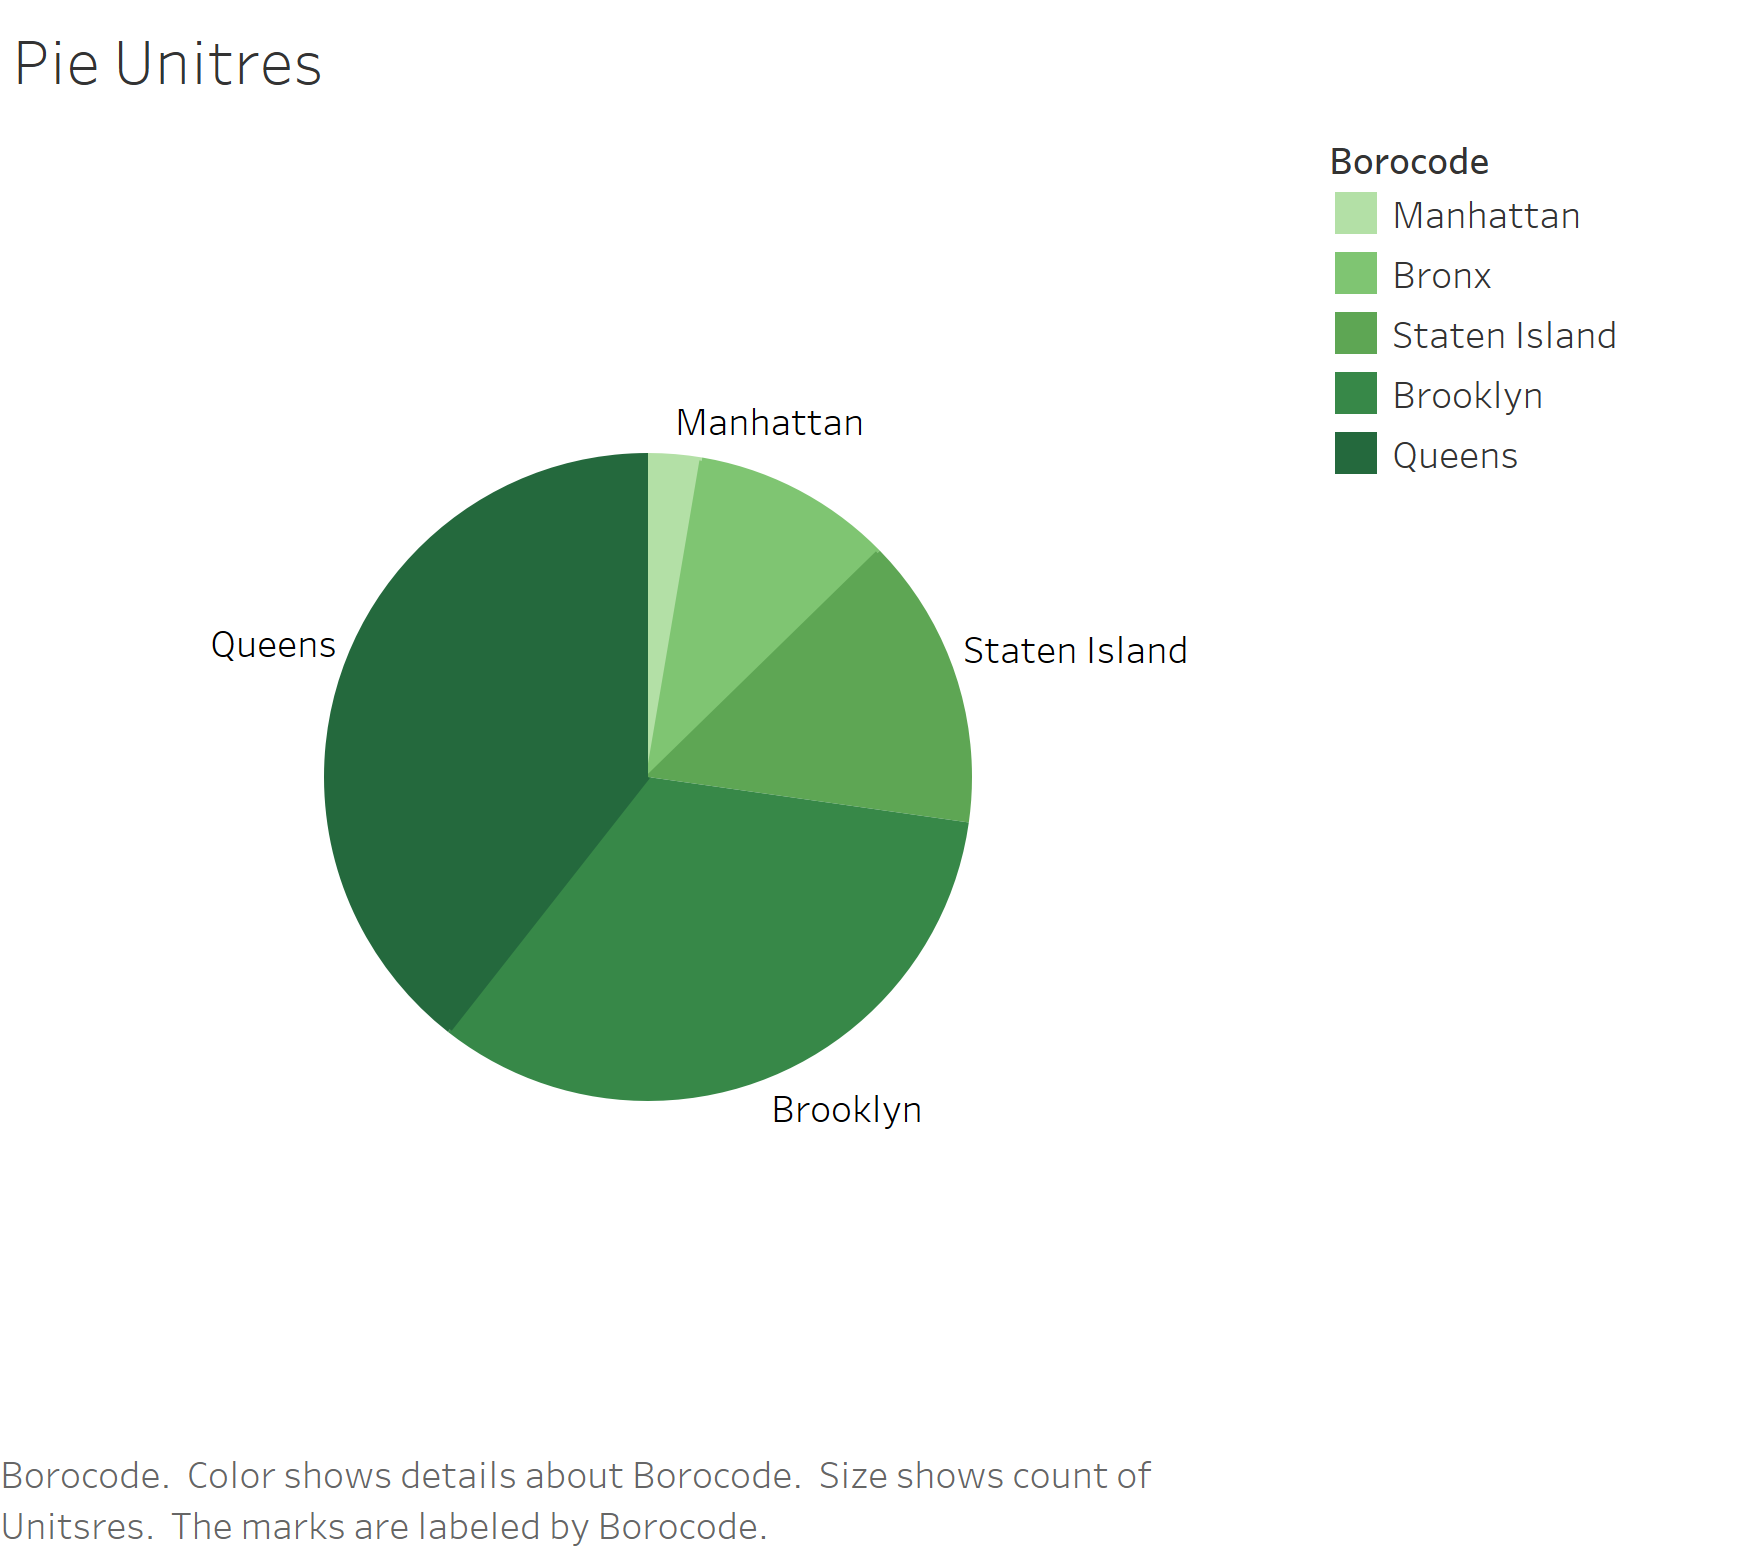 Pie Unitres
Borocode
Manhattan
Bronx
Staten Island
Brooklyn
Queens
Manhattan
Queens
Staten Island
Brooklyn
Borocode.  Color shows details about Borocode.  Size shows count of
Unitsres.  The marks are labeled by Borocode.